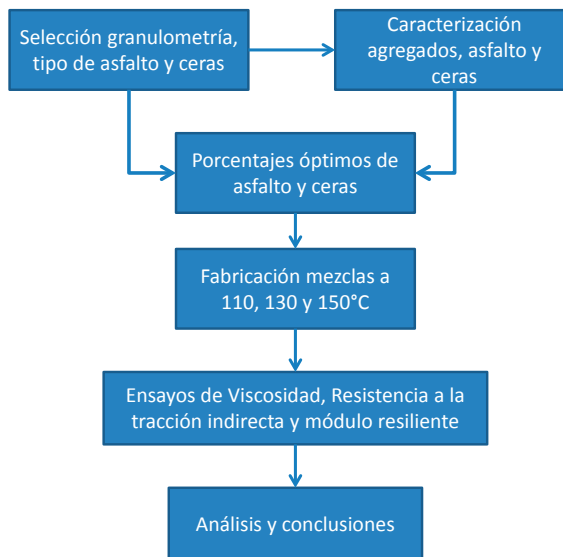 Selección granulometría,
tipo de asfalto y ceras
Caracterización
agregados, asfalto y
ceras
Porcentajes óptimos de
asfalto y ceras
Fabricación mezclas a
110, 130 y 150°C
Ensayos de Viscosidad, Resistencia a la
tracción indirecta y módulo resiliente
Análisis y conclusiones